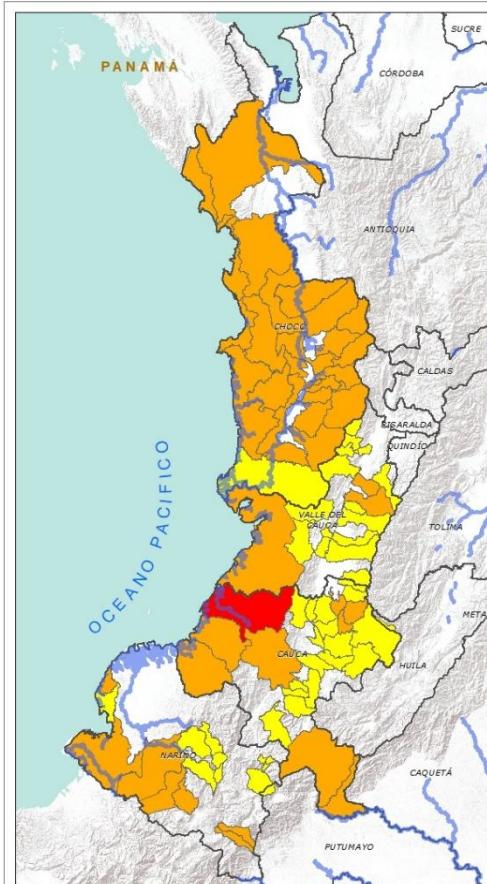 SUCRE
PANAMÁ
CÓRDOBA
ANTIOQUIA
CHOCÓ
CALDAS
RISARALDA
QUINDÍO
OCEANO PACÍFICO
VALLE DEL
CAUCA
TOLIMA
META
CAUCA
HUILA
NARIÑO
CAQUETÁ
PUTUMAYO